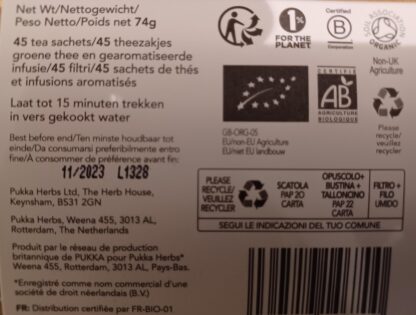 Net Wt/Nettogewicht/
Peso Netto/Poids net 74g
45 tea sachets/45 theezakjes
groene thee en gearomatiseerde
infusie/45 filtri/45 sachets de thés
et infusions aromatisés
Laat tot 15 minuten trekken
in vers gekookt water
Best before end/Ten minste houdbaar tot
einde/Da consumarsi preferibilmente entro
fine/A consommer de préférence avant fin:
11/2023 L1328
Pukka Herbs Ltd, The Herb House,
Keynsham, BS31 2GN
Pukka Herbs, Weena 455, 3013 AL,
Rotterdam, The Netherlands
Produit par le réseau de production
britannique de PUKKA pour Pukka Herbs*
Weena 455, Rotterdam, 3013 AL, Pays-Bas.
*Enregistré comme nom commercial d'une
société de droit néerlandais (B.V.)
FR: Distribution certifiée par FR-BIO-01
1%
FOR THE
PLANET
Certified
B
Corporation
SOIL ASSOCIATION
ORGANIC
Non-UK
Agriculture
GB-ORG-05
EU/non-EU Agriculture
EU/niet EU landbouw
CERTIFIÉ
AB
AGRICULTURE
BIOLOGIQUE
Please
recycle/
veuillez
recycler
PLEASE
RECYCLE/
VEUILLEZ
RECYCLER
SCATOLA
PAP 20
CARTA
OPUSCOLO+
BUSTINA +
TALLONCINO
PAP 22
CARTA
FILTRO +
FILO
UMIDO
SEGUI LE INDICAZIONI DEL TUO COMUNE